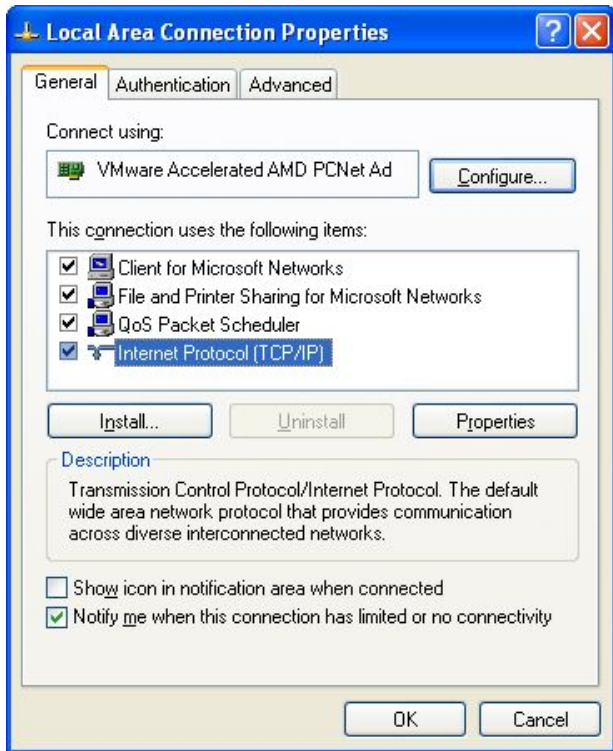 Local Area Connection Properties
General Authentication Advanced
Connect using:
VMware Accelerated AMD PCNet Ad
Configure...
This connection uses the following items:
Client for Microsoft Networks
File and Printer Sharing for Microsoft Networks
QoS Packet Scheduler
Internet Protocol (TCP/IP)
Install... Uninstall Properties
Description
Transmission Control Protocol/Internet Protocol. The default
wide area network protocol that provides communication
across diverse interconnected networks.
Show icon in notification area when connected
Notify me when this connection has limited or no connectivity
OK Cancel